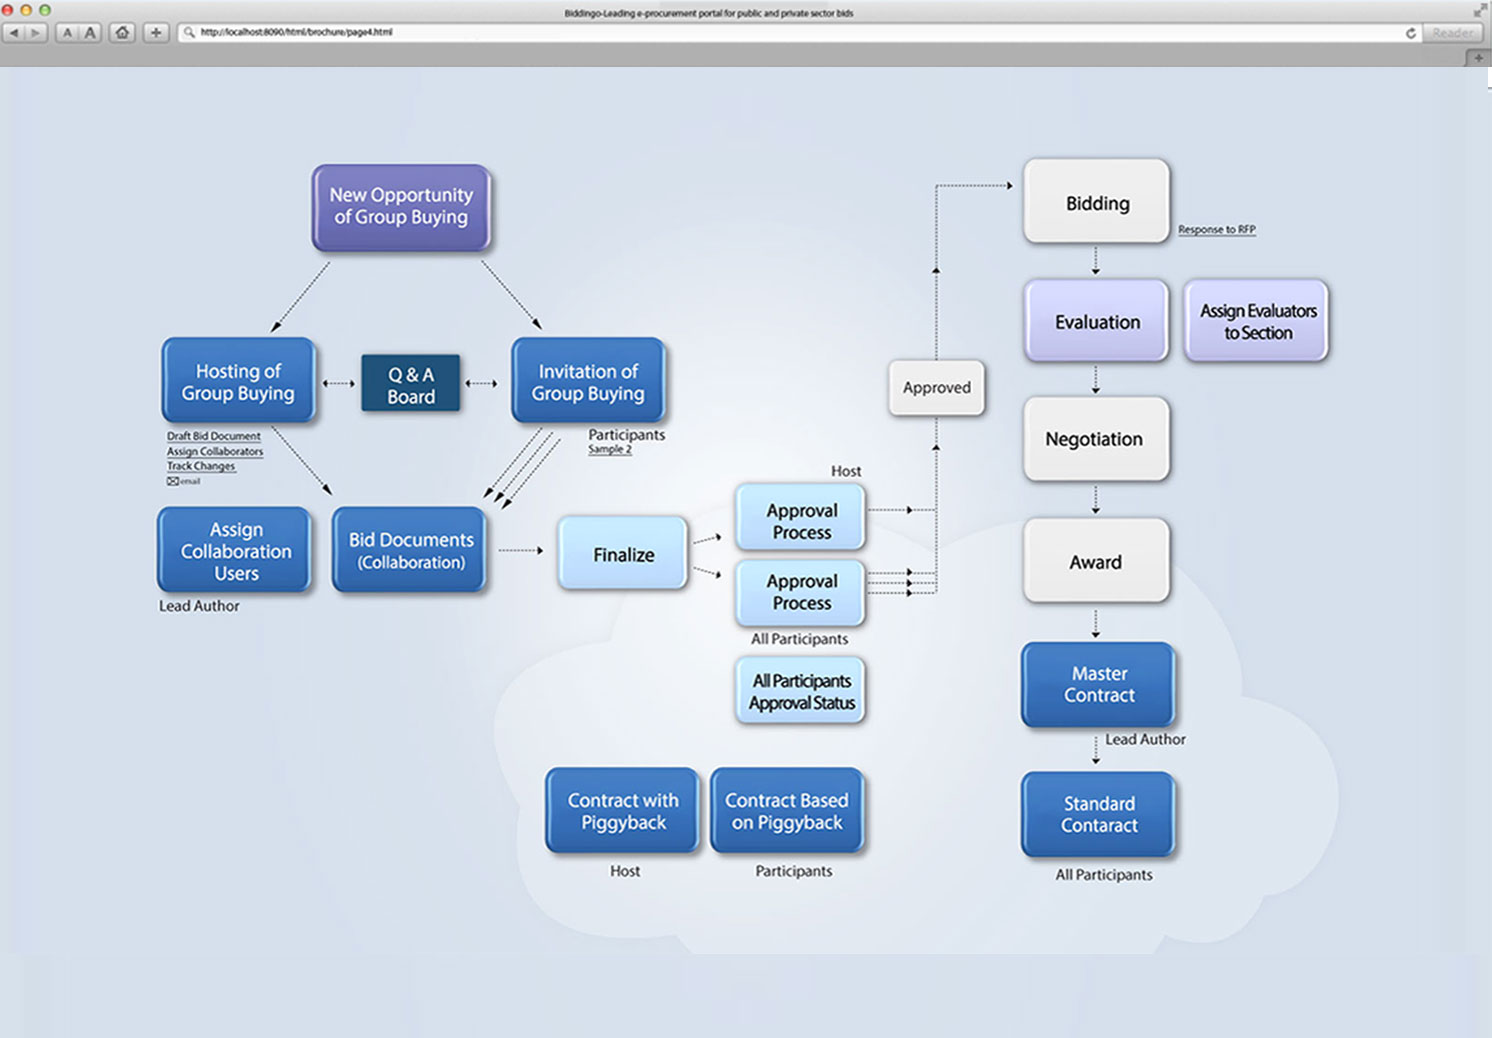 Biddingo-Leading e-procurement portal for public and private sector bids
A A
http://localhost:8090/html/brochure/page4.html
Reader
New Opportunity
of Group Buying
Hosting of
Group Buying
Q & A
Board
Invitation of
Group Buying
Draft Bid Document
Assign Collaborators
Track Changes
email
Participants
Sample 2
Assign
Collaboration
Users
Lead Author
Bid Documents
(Collaboration)
Finalize
Host
Approval
Process
Approval
Process
All Participants
All Participants
Approval Status
Contract with
Piggyback
Host
Contract Based
on Piggyback
Participants
Approved
Bidding
Response to RFP
Evaluation
Assign Evaluators
to Section
Negotiation
Award
Master
Contract
Lead Author
Standard
Contaract
All Participants